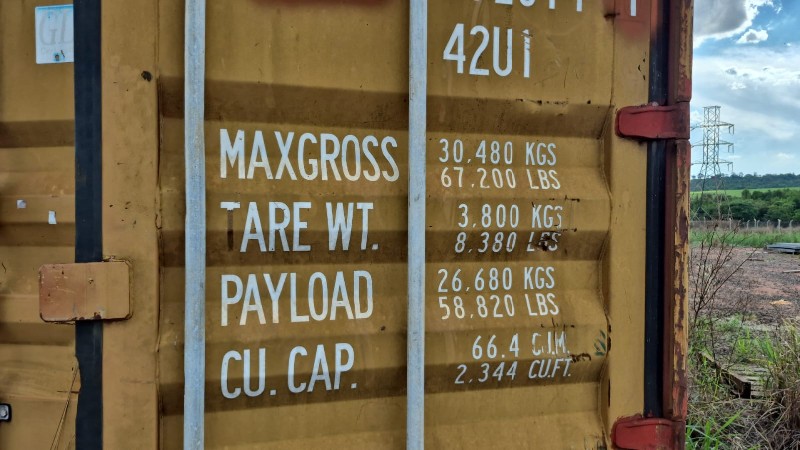 42U1
MAXGROSS 30.480 KGS
67.200 LBS
TARE WT. 3.800 KGS
8.380 LBS
PAYLOAD 26.680 KGS
58.820 LBS
CU. CAP. 66.4
2.344 CU.FT.